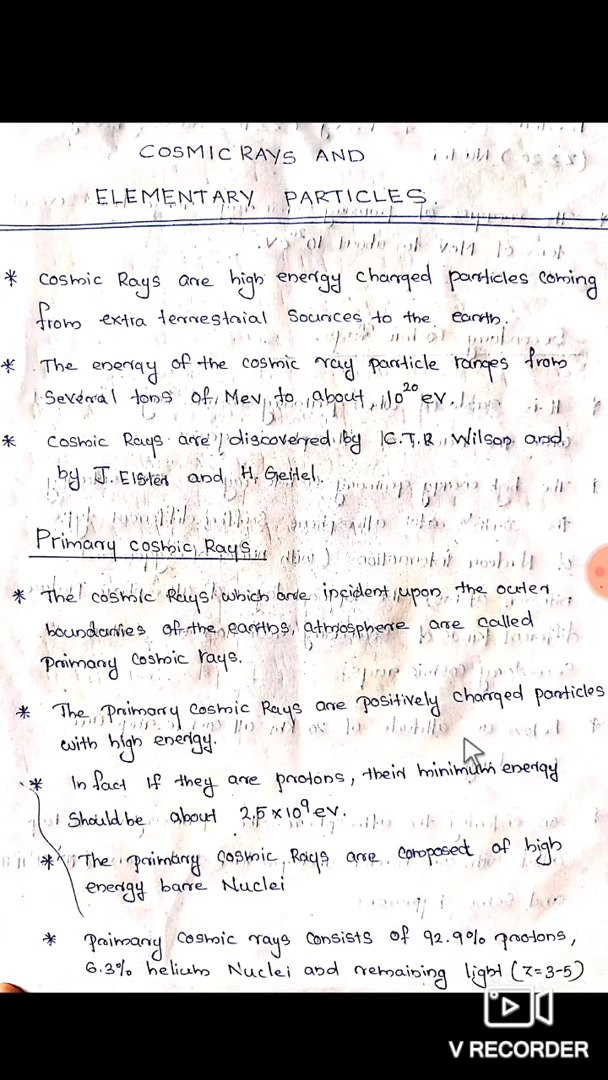 COSMIC RAYS AND
ELEMENTARY PARTICLES.
* Cosmic Rays are high energy charged particles coming
from extra terrestrial Sources to the earth.
* The energy of the cosmic ray particle ranges from
Several tons of Mev to about 10²⁰ ev.
* Cosmic Rays are discovered by C.T.R Wilson and
by J. Elster and H. Geitel.
Primary cosmic Rays
* The cosmic Rays which are incident upon the outer
boundaries of the earths atmosphere are called
primary cosmic rays.
* The primary cosmic Rays are positively charged particles
with high energy.
* In fact If they are protons, their minimum energy
Should be about 2.5 × 10⁹ ev.
* The primary cosmic Rays are composed of high
energy bare Nuclei
* Primary cosmic rays consists of 92.9% protons,
6.3% helium Nuclei and remaining light (z=3-5)
V RECORDER